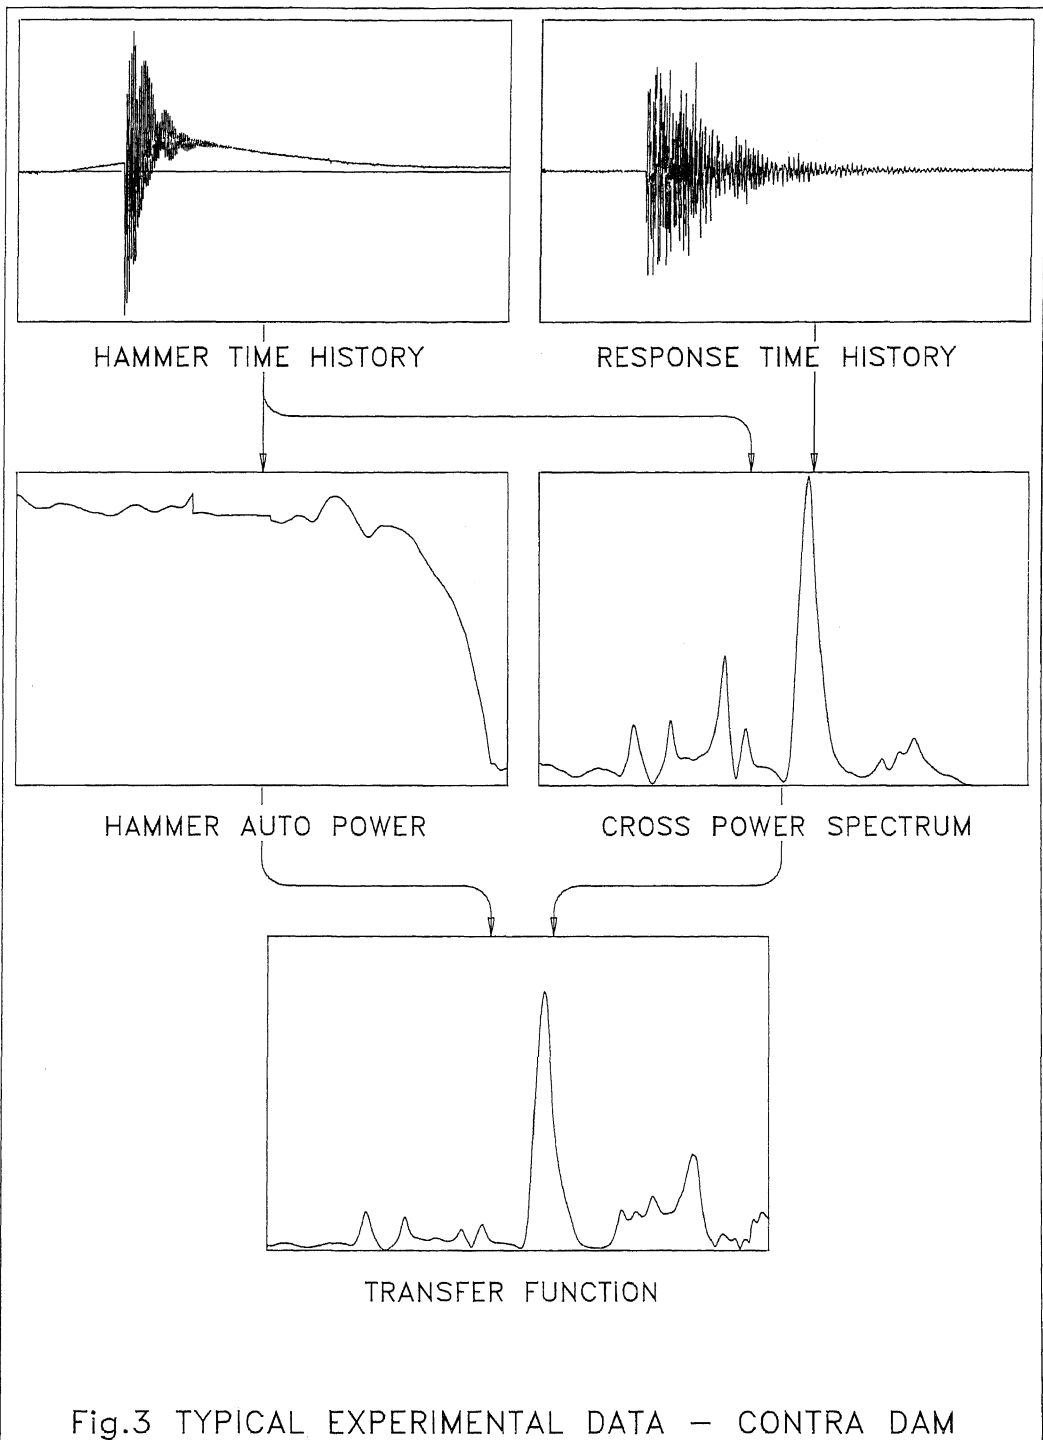 HAMMER TIME HISTORY
RESPONSE TIME HISTORY
HAMMER AUTO POWER
CROSS POWER SPECTRUM
TRANSFER FUNCTION
Fig.3 TYPICAL EXPERIMENTAL DATA – CONTRA DAM